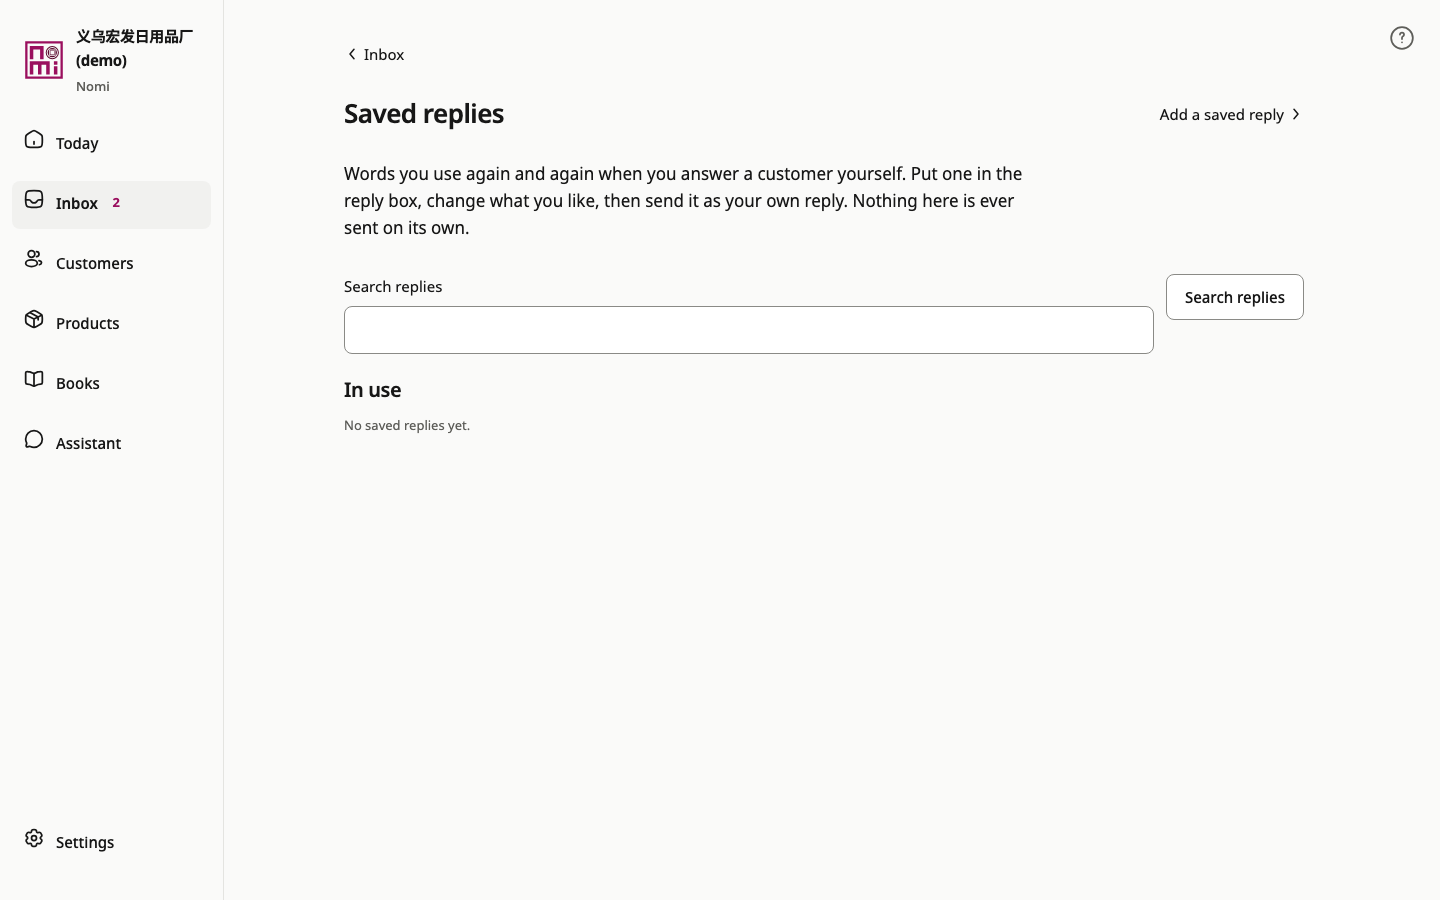 义乌宏发日用品厂
(demo)
Nomi
Today
Inbox 2
Customers
Products
Books
Assistant
Settings
Inbox
Saved replies
Add a saved reply
Words you use again and again when you answer a customer yourself. Put one in the
reply box, change what you like, then send it as your own reply. Nothing here is ever
sent on its own.
Search replies
Search replies
In use
No saved replies yet.